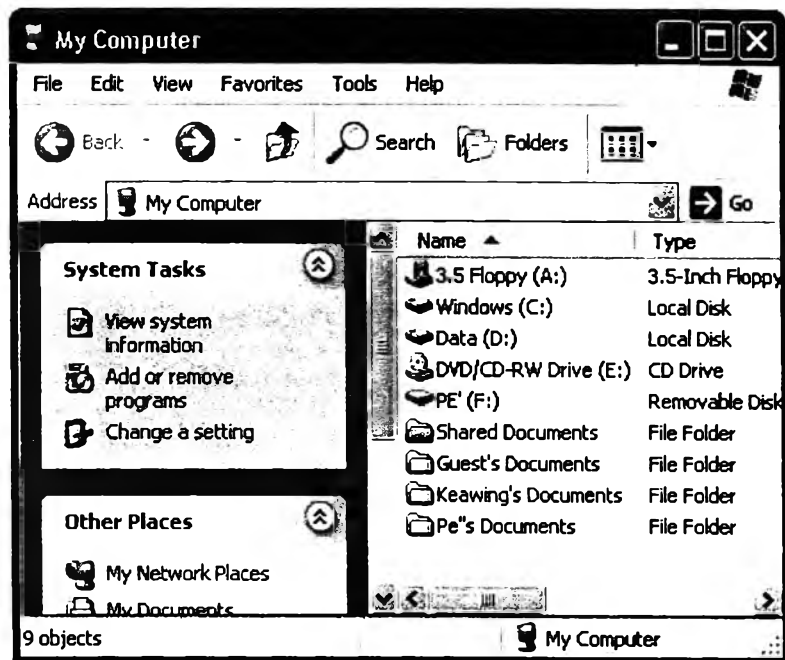 My Computer
File Edit View Favorites Tools Help
Back Search Folders
Address My Computer Go
System Tasks
View system
information
Add or remove
programs
Change a setting
Other Places
My Network Places
My Documents
Name Type
3.5 Floppy (A:) 3.5-Inch Floppy
Windows (C:) Local Disk
Data (D:) Local Disk
DVD/CD-RW Drive (E:) CD Drive
PE' (F:) Removable Disk
Shared Documents File Folder
Guest's Documents File Folder
Keawing's Documents File Folder
Pe''s Documents File Folder
9 objects My Computer